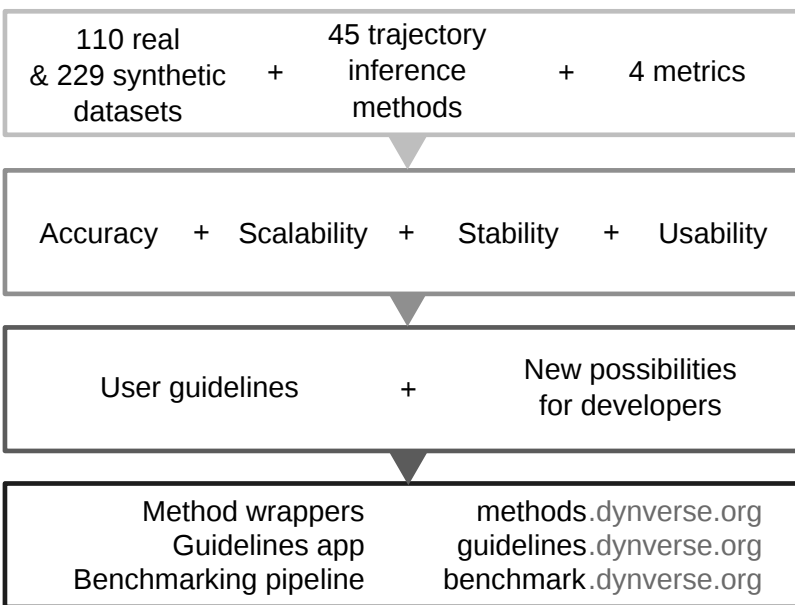 110 real
& 229 synthetic
datasets
+
45 trajectory
inference
methods
+
4 metrics
Accuracy + Scalability + Stability + Usability
User guidelines
+
New possibilities
for developers
Method wrappers methods.dynverse.org
Guidelines app guidelines.dynverse.org
Benchmarking pipeline benchmark.dynverse.org